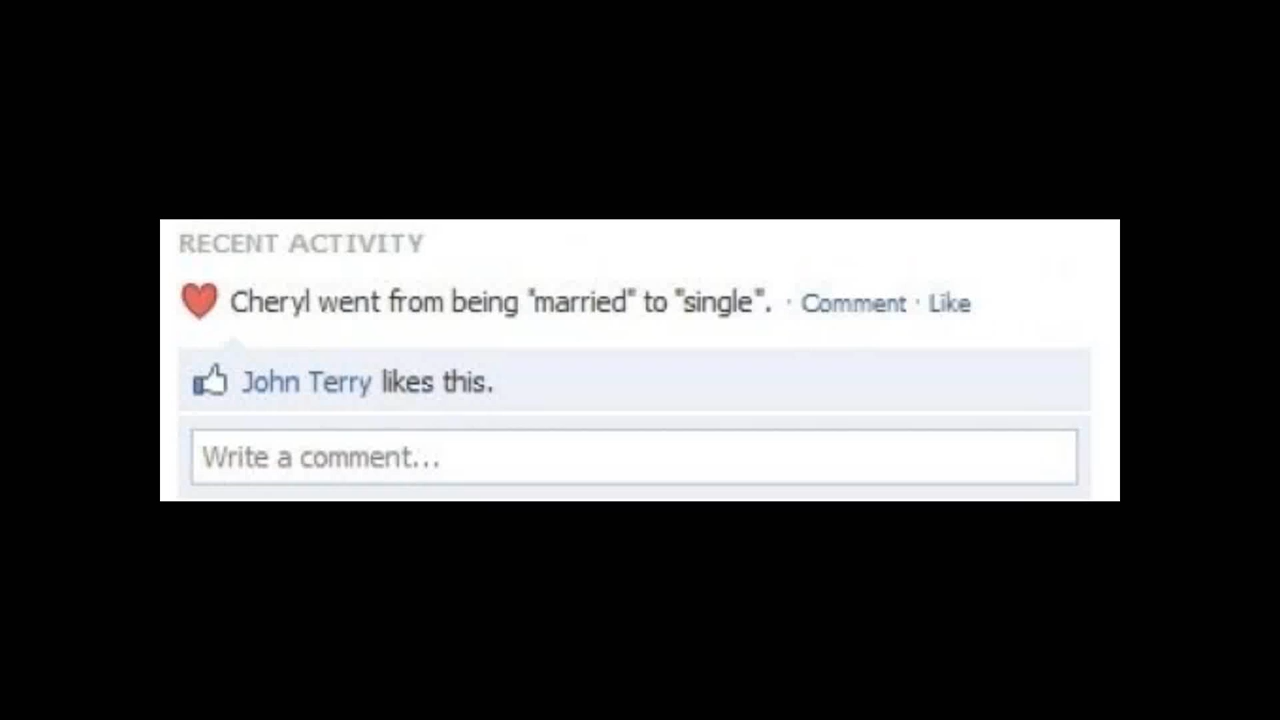 RECENT ACTIVITY
Cheryl went from being "married" to "single". · Comment · Like
John Terry likes this.
Write a comment...